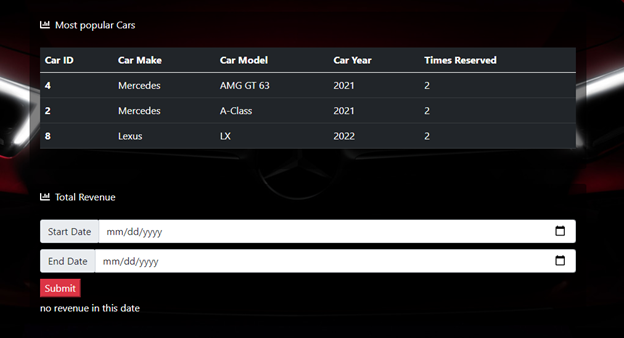 Most popular Cars
Car ID Car Make Car Model Car Year Times Reserved
4 Mercedes AMG GT 63 2021 2
2 Mercedes A-Class 2021 2
8 Lexus LX 2022 2
Total Revenue
Start Date mm/dd/yyyy
End Date mm/dd/yyyy
Submit
no revenue in this date